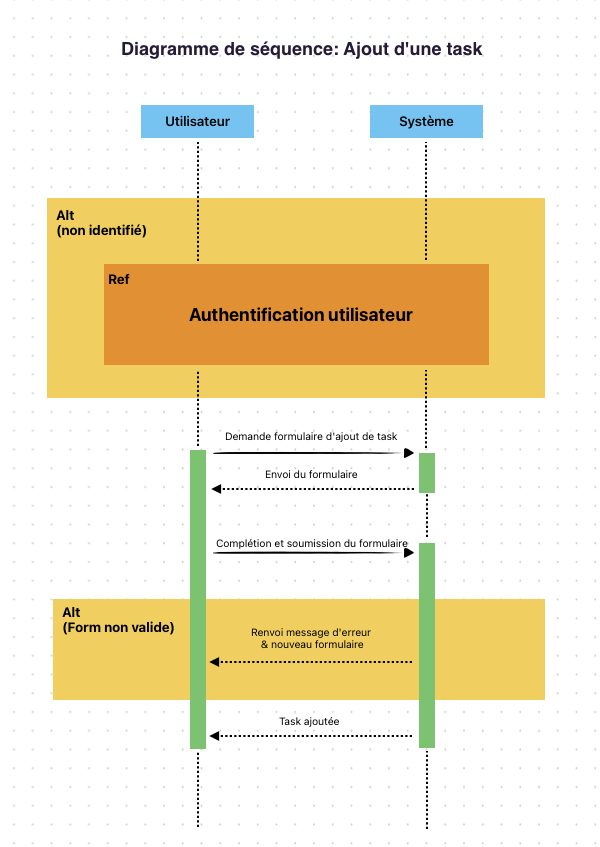 Diagramme de séquence: Ajout d'une task
Utilisateur
Système
Alt
(non identifié)
Ref
Authentification utilisateur
Demande formulaire d'ajout de task
Envoi du formulaire
Complétion et soumission du formulaire
Alt
(Form non valide)
Renvoi message d'erreur
& nouveau formulaire
Task ajoutée